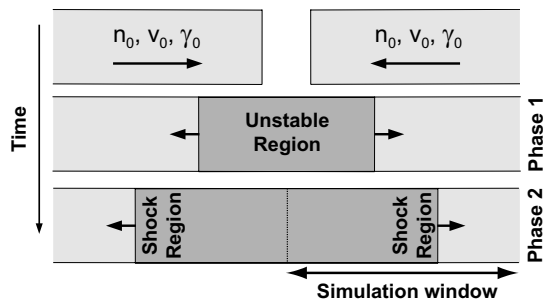 n₀, v₀, γ₀
n₀, v₀, γ₀
Time
Unstable
Region
Phase 1
Shock
Region
Shock
Region
Phase 2
Simulation window